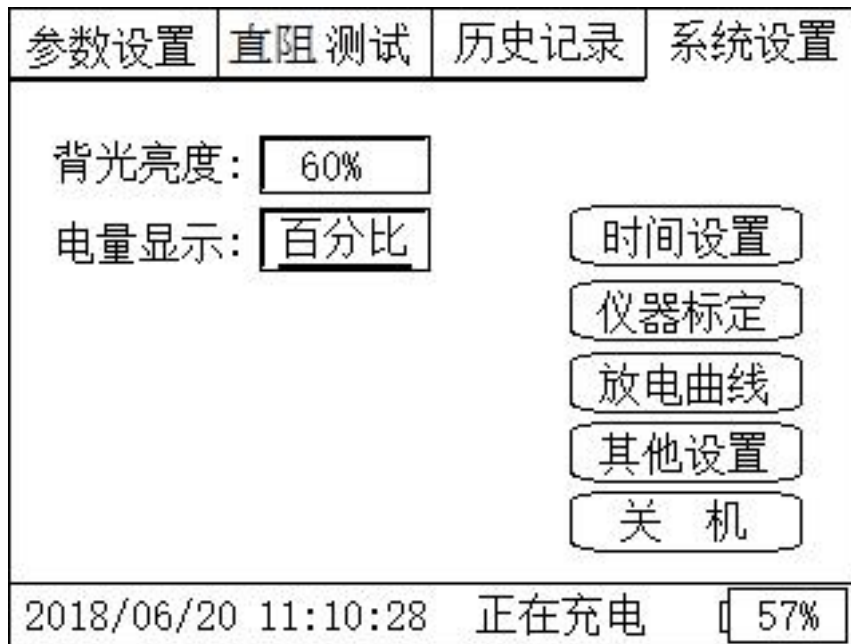 参数设置 直阻测试 历史记录 系统设置
背光亮度: 60%
电量显示: 百分比
时间设置
仪器标定
放电曲线
其他设置
关 机
2018/06/20 11:10:28 正在充电 57%